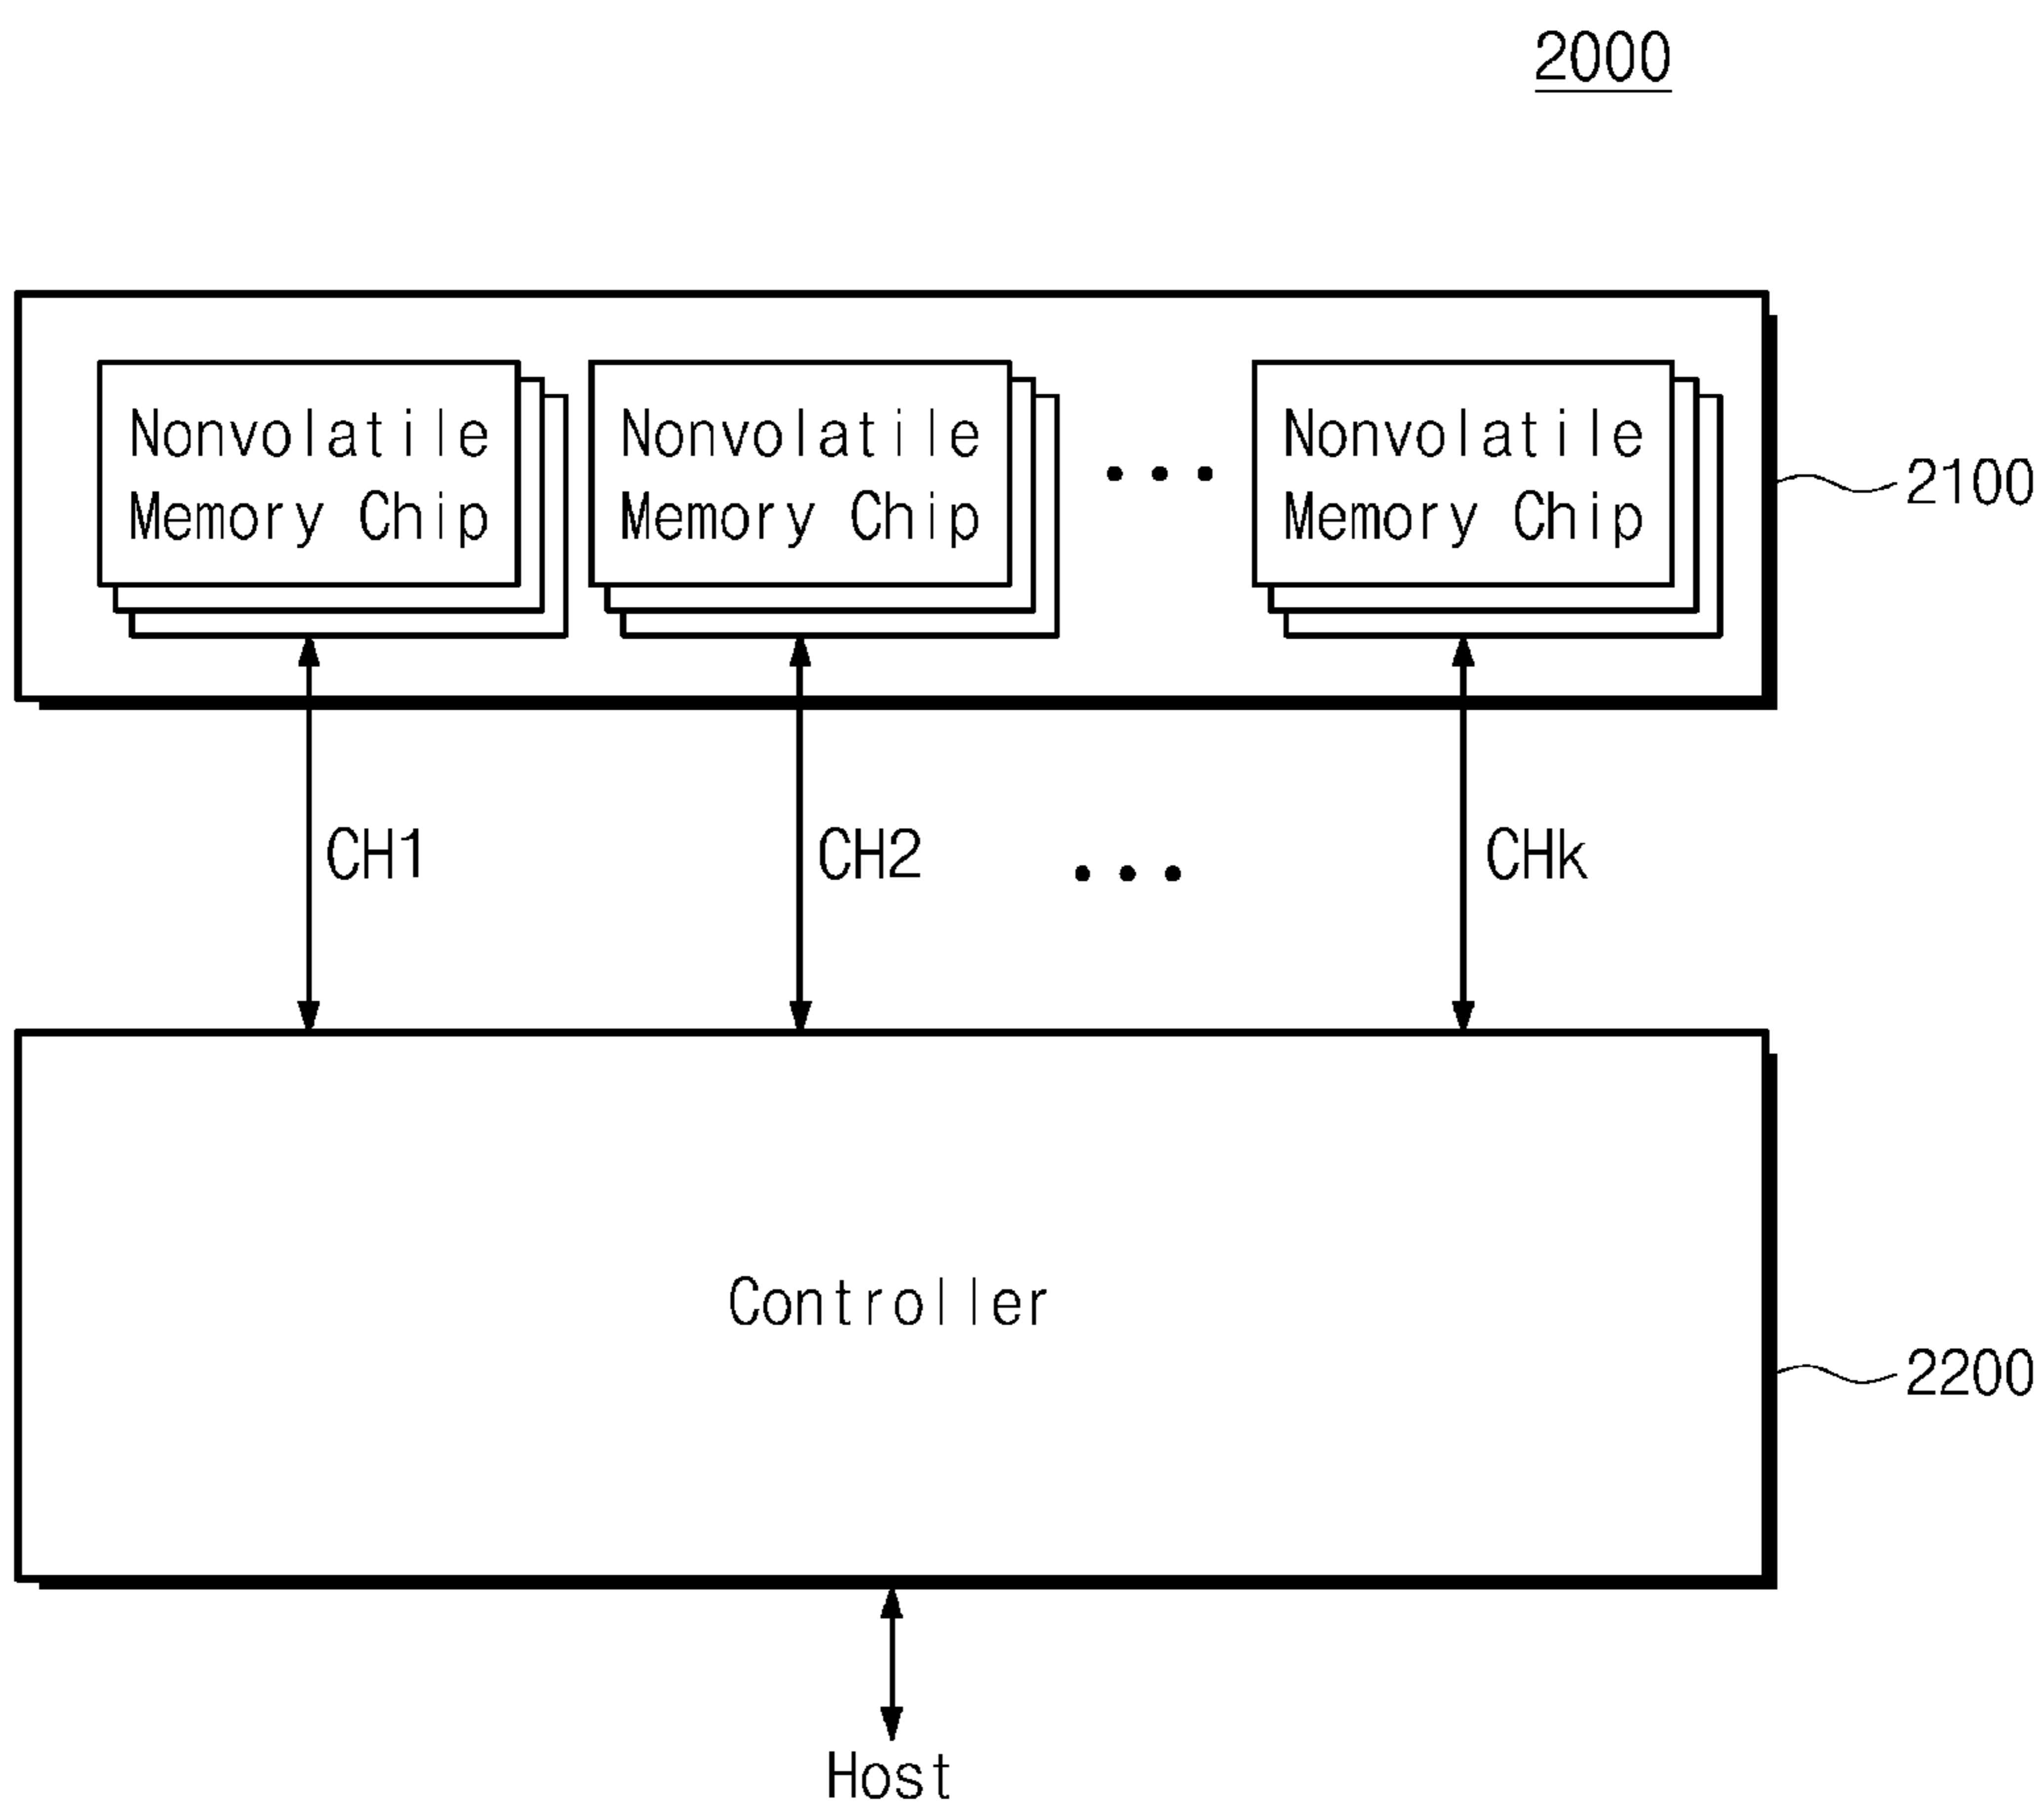 2000
Nonvolatile
Memory Chip
Nonvolatile
Memory Chip
•••
Nonvolatile
Memory Chip
2100
CH1
CH2
•••
CHk
Controller
2200
Host